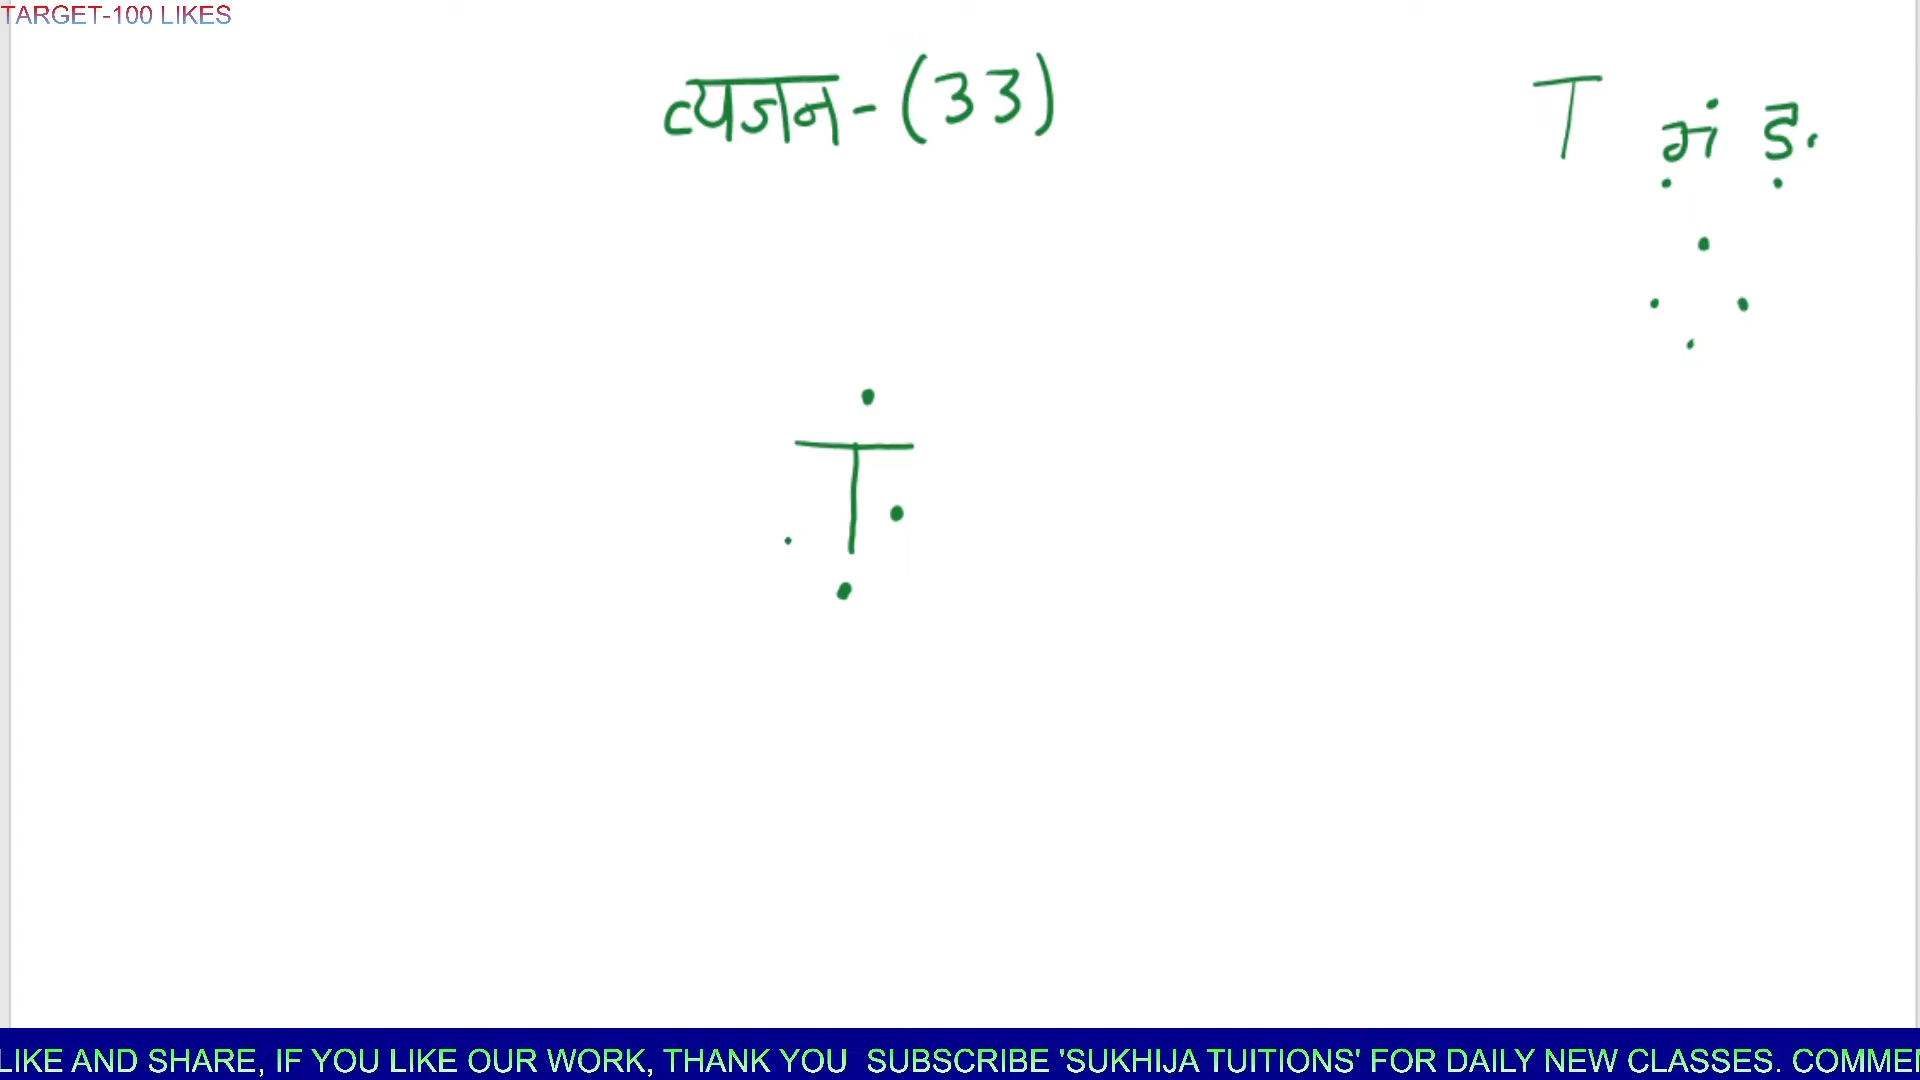 TARGET-100 LIKES
व्यजन - (33)
T
T
LIKE AND SHARE, IF YOU LIKE OUR WORK, THANK YOU SUBSCRIBE 'SUKHIJA TUITIONS' FOR DAILY NEW CLASSES. COMME